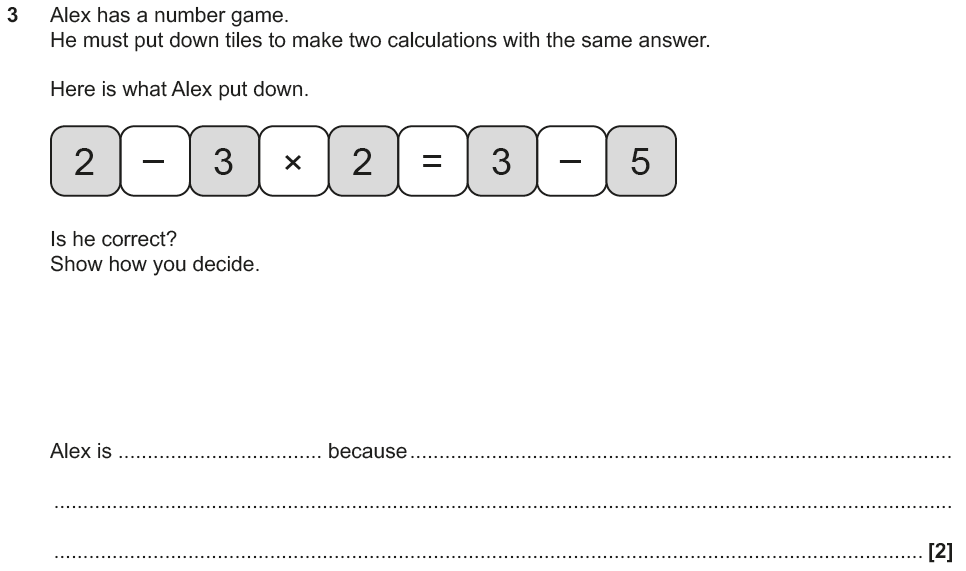 3 Alex has a number game.
He must put down tiles to make two calculations with the same answer.
Here is what Alex put down.
2 − 3 × 2 = 3 − 5
Is he correct?
Show how you decide.
Alex is ................................... because..............................................................................................
...........................................................................................................................................................
...................................................................................................................................................... [2]